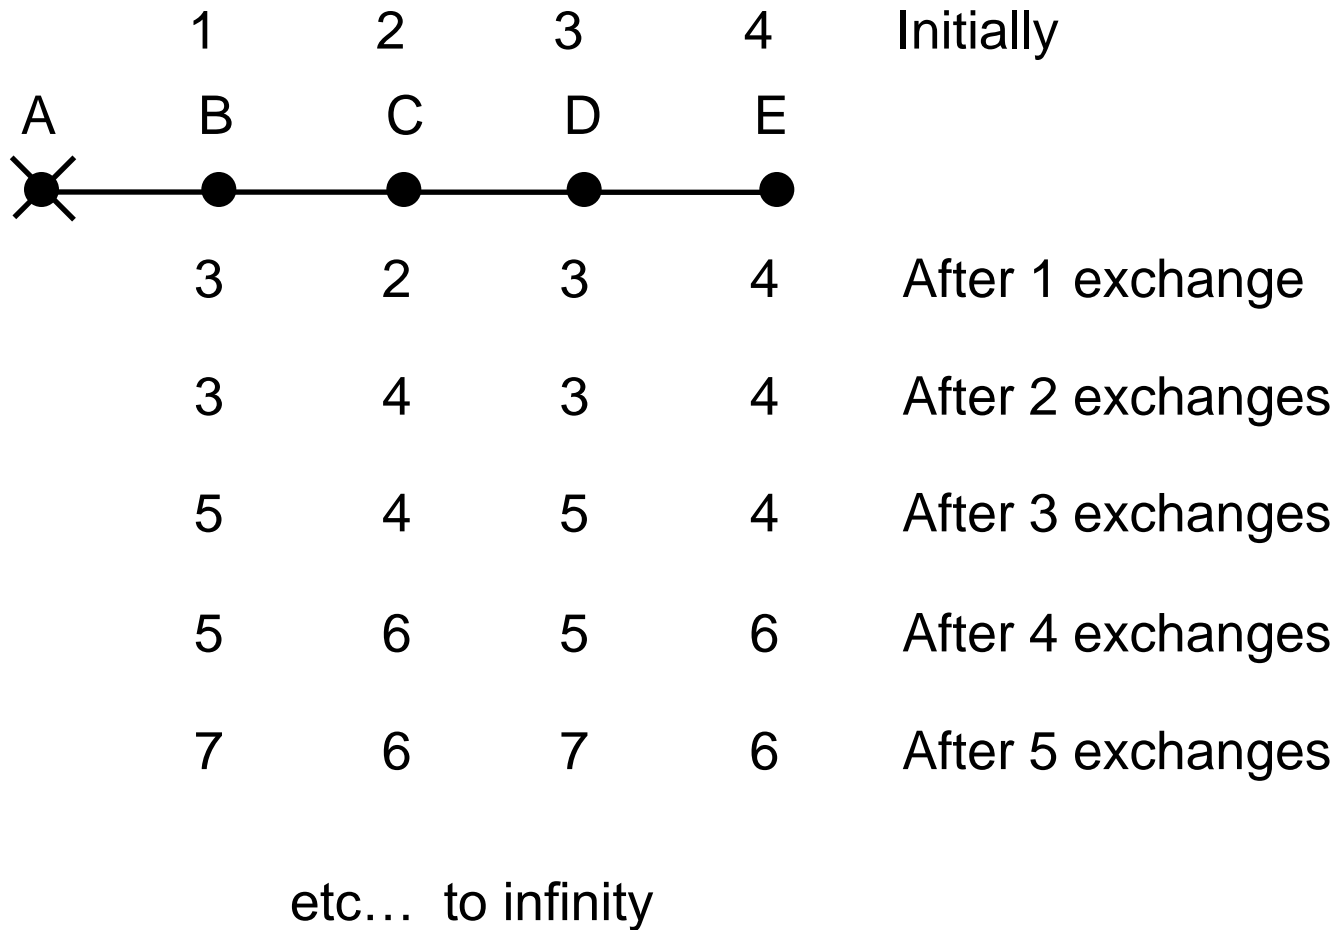 1 2 3 4 Initially
A B C D E
3 2 3 4 After 1 exchange
3 4 3 4 After 2 exchanges
5 4 5 4 After 3 exchanges
5 6 5 6 After 4 exchanges
7 6 7 6 After 5 exchanges
etc… to infinity